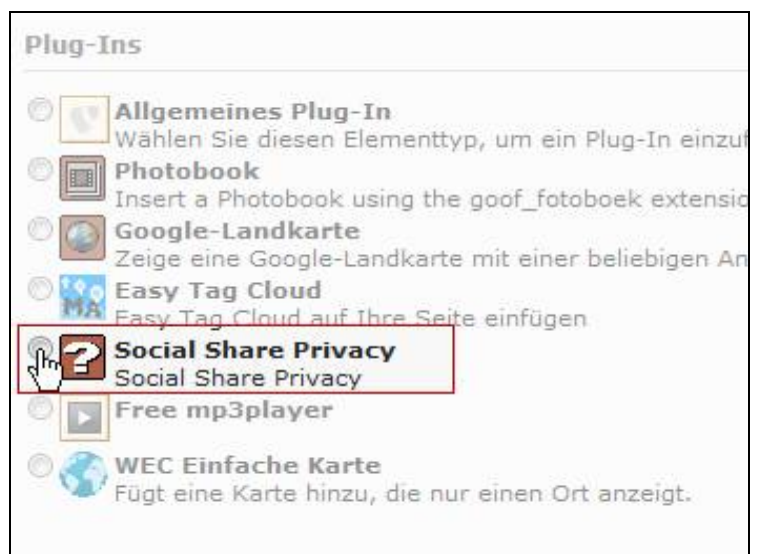 Plug-Ins
Allgemeines Plug-In
Wählen Sie diesen Elementtyp, um ein Plug-In einzuf
Photobook
Insert a Photobook using the goof_fotoboek extensio
Google-Landkarte
Zeige eine Google-Landkarte mit einer beliebigen An
MA
Easy Tag Cloud
Easy Tag Cloud auf Ihre Seite einfügen
?
Social Share Privacy
Social Share Privacy
Free mp3player
WEC Einfache Karte
Fügt eine Karte hinzu, die nur einen Ort anzeigt.